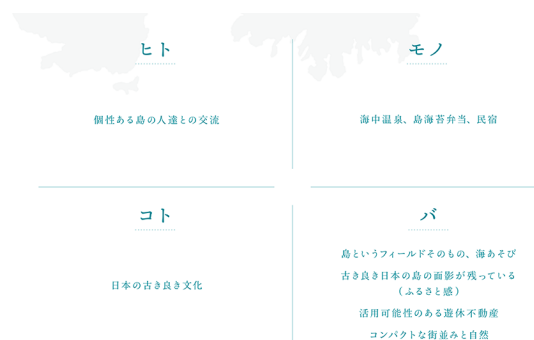 ヒト
個性ある島の人達との交流
モノ
海中温泉、島海苔弁当、民宿
コト
日本の古き良き文化
バ
島というフィールドそのもの、海あそび
古き良き日本の島の面影が残っている
（ふるさと感）
活用可能性のある遊休不動産
コンパクトな街並みと自然